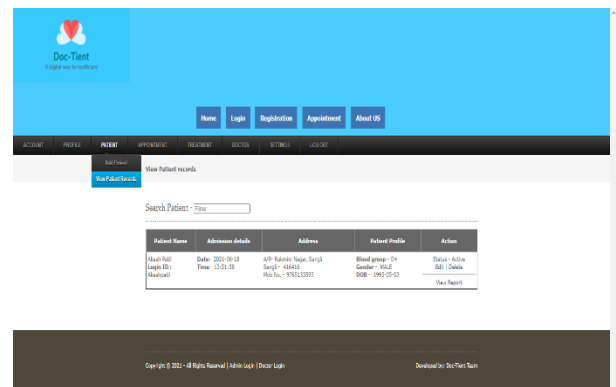 Doc-Tient
A digital way to healthcare
Home Login Registration Appointment About US
ACCOUNT PROFILE PATIENT APPOINTMENT TREATMENT DOCTOR SETTINGS LOGOUT
Add Patient
View Patient Records
View Patient records
Search Patient - Filter
Patient Name Admission details Address Patient Profile Action
Akash Patil Date: 2021-06-18 A/P- Rukmini Nagar, Sangli Blood group - O+ Status - Active
Login ID : Time: 13:51:58 Sangli - 416416 Gender - MALE Edit | Delete
Akashpatil Mob No. - 9765133593 DOB - 1995-05-03
View Report
Copyright © 2021 - All Rights Reserved | Admin Login | Doctor Login Developed by: Doc-Tient Team